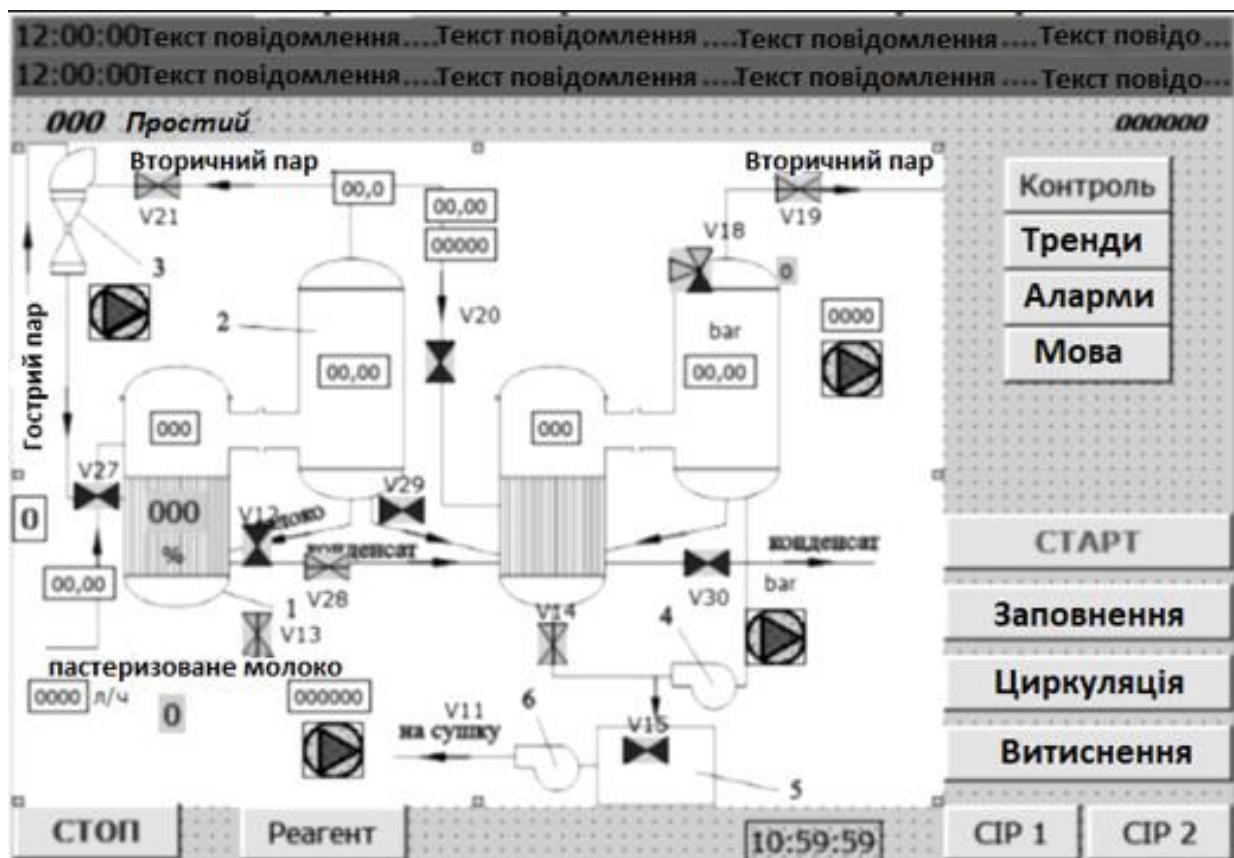 12:00:00Текст повідомлення....Текст повідомлення ....Текст повідомлення .... Текст повідо...
12:00:00Текст повідомлення....Текст повідомлення ....Текст повідомлення .... Текст повідо...
000 Простий
000000
Вторичний пар
Вторичний пар
Контроль
00,0
00,00
V21
V19
V18
Тренди
00000
3
0
Аларми
Гострий пар
2
V20
0000
bar
Мова
00,00
00,00
000
000
V27
V29
0
000
V12
%
конденсат
конденсат
СТАРТ
00,00
V28
V30
bar
1
V14
4
V13
Заповнення
пастеризоване молоко
0000 л/ч
000000
Циркуляція
0
6
V11
на сушку
V15
Витиснення
5
СТОП
Реагент
10:59:59
CIP 1
CIP 2